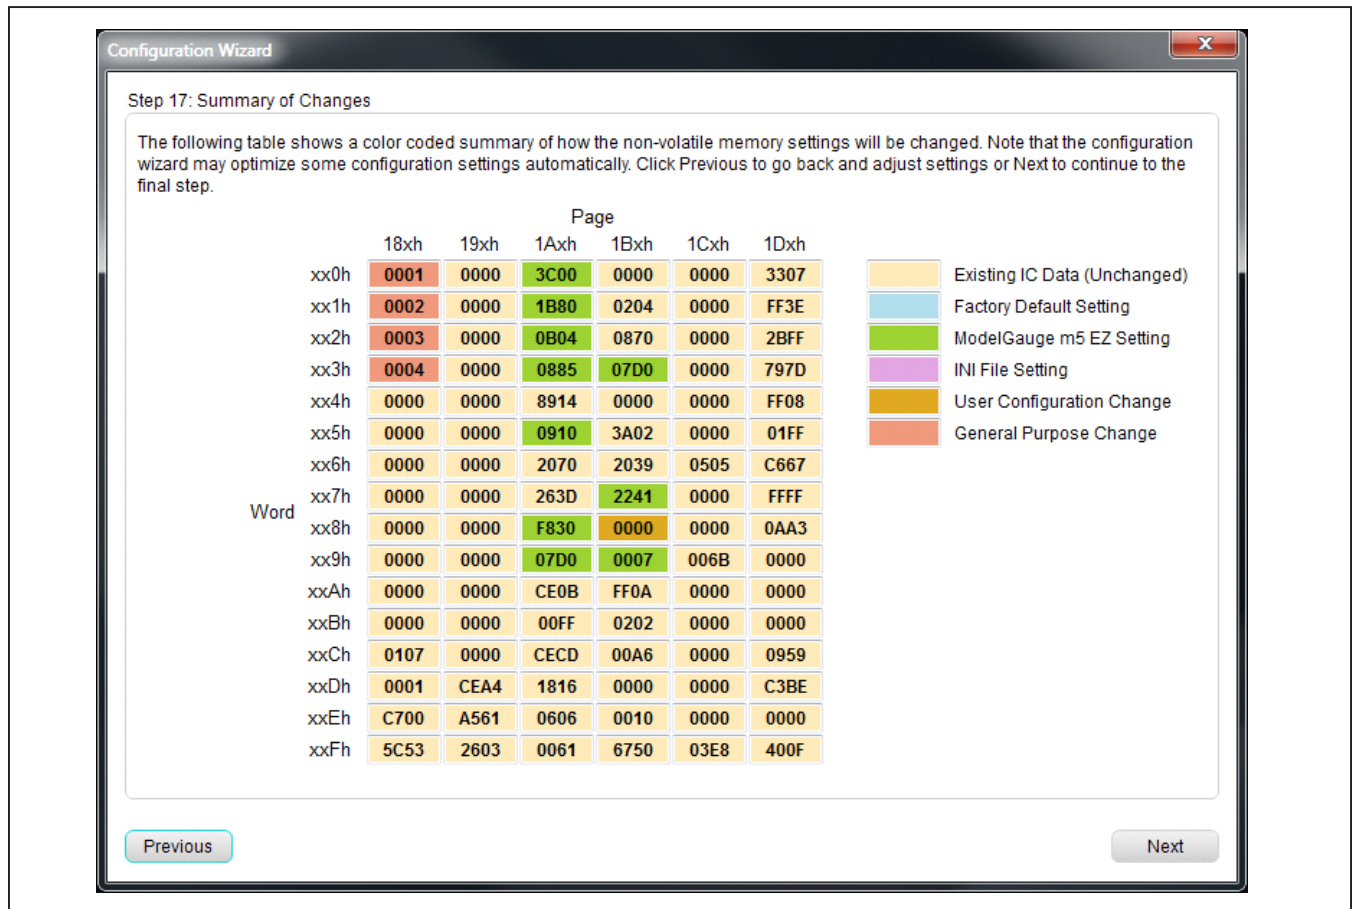 Configuration Wizard
x
Step 17: Summary of Changes
The following table shows a color coded summary of how the non-volatile memory settings will be changed. Note that the configuration
wizard may optimize some configuration settings automatically. Click Previous to go back and adjust settings or Next to continue to the
final step.
Page
18xh 19xh 1Axh 1Bxh 1Cxh 1Dxh
xx0h 0001 0000 3C00 0000 0000 3307 Existing IC Data (Unchanged)
xx1h 0002 0000 1B80 0204 0000 FF3E Factory Default Setting
xx2h 0003 0000 0B04 0870 0000 2BFF ModelGauge m5 EZ Setting
xx3h 0004 0000 0885 07D0 0000 797D INI File Setting
xx4h 0000 0000 8914 0000 0000 FF08 User Configuration Change
xx5h 0000 0000 0910 3A02 0000 01FF General Purpose Change
xx6h 0000 0000 2070 2039 0505 C667
xx7h 0000 0000 263D 2241 0000 FFFF
Word
xx8h 0000 0000 F830 0000 0000 0AA3
xx9h 0000 0000 07D0 0007 006B 0000
xxAh 0000 0000 CE0B FF0A 0000 0000
xxBh 0000 0000 00FF 0202 0000 0000
xxCh 0107 0000 CECD 00A6 0000 0959
xxDh 0001 CEA4 1816 0000 0000 C3BE
xxEh C700 A561 0606 0010 0000 0000
xxFh 5C53 2603 0061 6750 03E8 400F
Previous Next